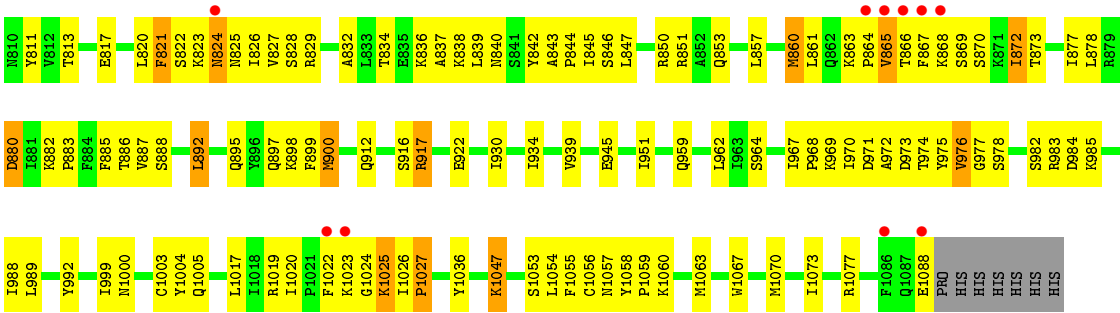 N810 Y811 V812 T813 E817 L820 F821 S822 K823 N824 N825 I826 V827 S828 R829 A832 L833 T834 E835 K836 A837 K838 L839 N840 S841 Y842 A843 P844 I845 S846 L847 R850 R851 A852 Q853 L857 M860 L861 Q862 K863 P864 V865 T866 F867 K868 S869 S870 K871 I872 T873 I877 L878 R879
D880 I881 K882 P883 F884 F885 T886 V887 S888 L892 Q895 Y896 Q897 K898 F899 M900 Q912 S916 R917 E922 I930 I934 V939 E945 I951 Q959 L962 I963 S964 I967 P968 K969 I970 D971 A972 D973 T974 Y975 V976 G977 S978 S982 R983 D984 K985
I988 L989 Y992 I999 N1000 C1003 Y1004 Q1005 L1017 I1018 R1019 I1020 P1021 F1022 K1023 G1024 K1025 I1026 P1027 Y1036 K1047 S1053 L1054 F1055 C1056 N1057 Y1058 P1059 K1060 M1063 W1067 M1070 I1073 R1077 F1086 Q1087 E1088 PRO HIS HIS HIS HIS HIS HIS